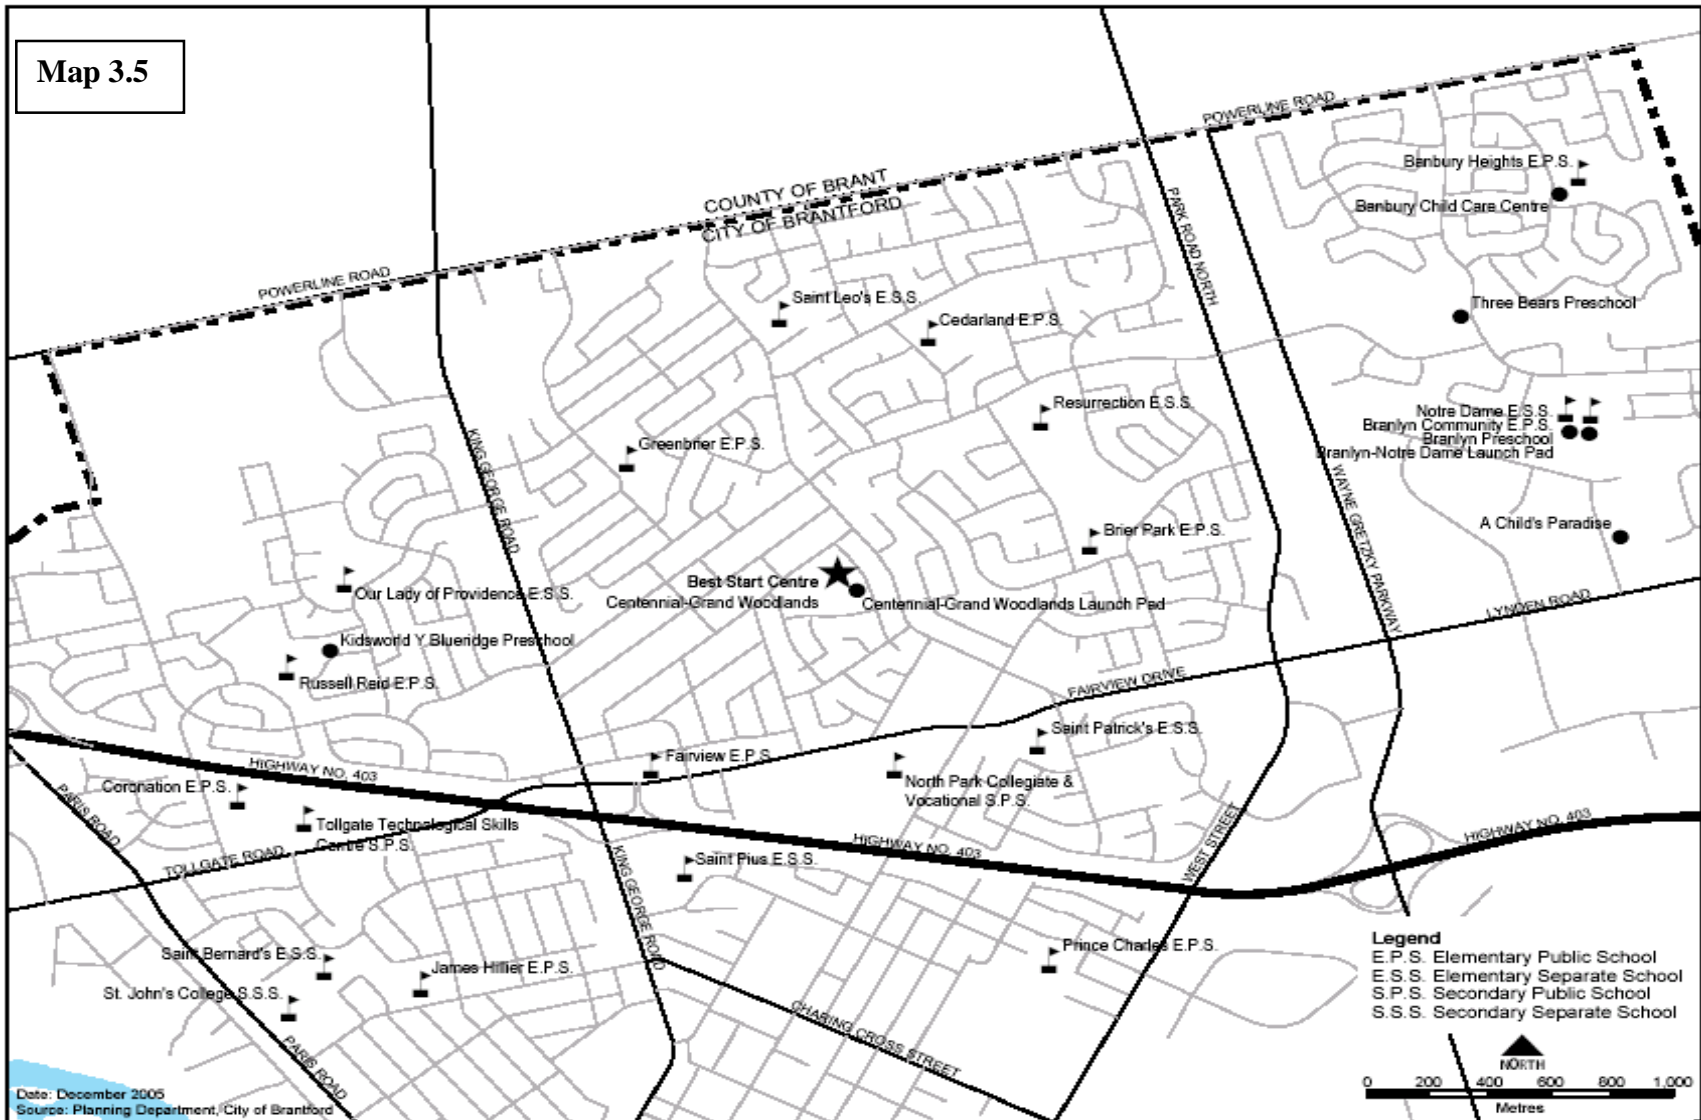 Map 3.5
POWERLINE ROAD
Banbury Heights E.P.S.
COUNTY OF BRANT
CITY OF BRANTFORD
Banbury Child Care Centre
PARK ROAD NORTH
POWERLINE ROAD
Saint Leo's E.S.S.
Three Bears Preschool
Cedarland E.P.S.
Resurrection E.S.S.
Notre Dame E.S.S.
Branlyn Community E.P.S.
Branlyn Preschool
Branlyn-Notre Dame Launch Pad
Greenbrier E.P.S.
KING GEORGE ROAD
WAYNE GRETZKY PARKWAY
A Child's Paradise
Brier Park E.P.S.
Best Start Centre
Centennial-Grand Woodlands
Centennial-Grand Woodlands Launch Pad
Our Lady of Providence E.S.S.
LYNDEN ROAD
Kidsworld Y Blueridge Preschool
Russell Reid E.P.S.
FAIRVIEW DRIVE
Saint Patrick's E.S.S.
Fairview E.P.S.
HIGHWAY NO. 403
North Park Collegiate &
Vocational S.P.S.
Coronation E.P.S.
PARIS ROAD
Tollgate Technological Skills
Centre S.P.S.
HIGHWAY NO. 403
HIGHWAY NO. 403
WEST STREET
TOLLGATE ROAD
Saint Pius E.S.S.
KING GEORGE ROAD
Prince Charles E.P.S.
Saint Bernard's E.S.S.
James Hillier E.P.S.
St. John's College S.S.S.
CHARING CROSS STREET
PARIS ROAD
Legend
E.P.S. Elementary Public School
E.S.S. Elementary Separate School
S.P.S. Secondary Public School
S.S.S. Secondary Separate School
NORTH
0 200 400 600 800 1,000
Metres
Date: December 2005
Source: Planning Department, City of Brantford